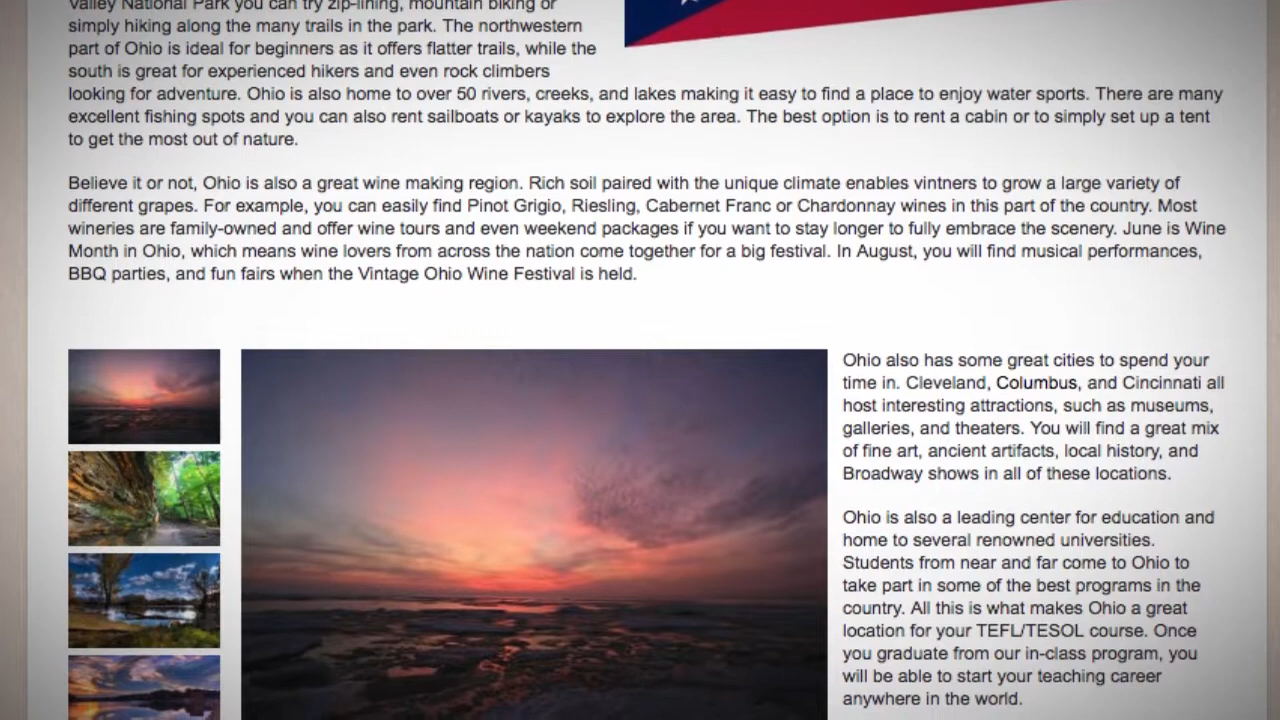 Valley National Park you can try zip-lining, mountain biking or
simply hiking along the many trails in the park. The northwestern
part of Ohio is ideal for beginners as it offers flatter trails, while the
south is great for experienced hikers and even rock climbers
looking for adventure. Ohio is also home to over 50 rivers, creeks, and lakes making it easy to find a place to enjoy water sports. There are many
excellent fishing spots and you can also rent sailboats or kayaks to explore the area. The best option is to rent a cabin or to simply set up a tent
to get the most out of nature.
Believe it or not, Ohio is also a great wine making region. Rich soil paired with the unique climate enables vintners to grow a large variety of
different grapes. For example, you can easily find Pinot Grigio, Riesling, Cabernet Franc or Chardonnay wines in this part of the country. Most
wineries are family-owned and offer wine tours and even weekend packages if you want to stay longer to fully embrace the scenery. June is Wine
Month in Ohio, which means wine lovers from across the nation come together for a big festival. In August, you will find musical performances,
BBQ parties, and fun fairs when the Vintage Ohio Wine Festival is held.
Ohio also has some great cities to spend your
time in. Cleveland, Columbus, and Cincinnati all
host interesting attractions, such as museums,
galleries, and theaters. You will find a great mix
of fine art, ancient artifacts, local history, and
Broadway shows in all of these locations.
Ohio is also a leading center for education and
home to several renowned universities.
Students from near and far come to Ohio to
take part in some of the best programs in the
country. All this is what makes Ohio a great
location for your TEFL/TESOL course. Once
you graduate from our in-class program, you
will be able to start your teaching career
anywhere in the world.